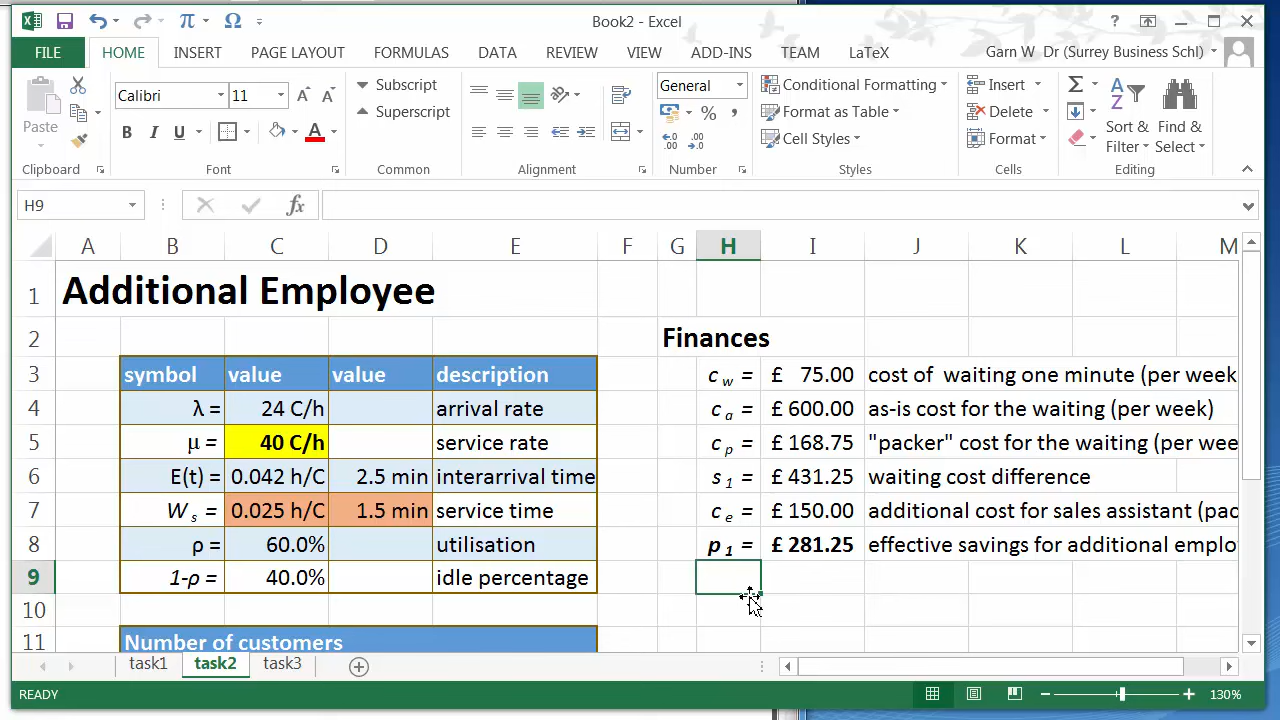 Book2 - Excel
FILE HOME INSERT PAGE LAYOUT FORMULAS DATA REVIEW VIEW ADD-INS TEAM LaTeX Garn W Dr (Surrey Business Schl)
Paste
Clipboard
Calibri 11
B I U A
Font
Subscript
Superscript
Common
Alignment
General
%
Number
Conditional Formatting
Format as Table
Cell Styles
Styles
Insert
Delete
Format
Cells
Sort & Filter
Find & Select
Editing
H9 fx
A B C D E F G H I J K L M
1 Additional Employee
2 Finances
3 symbol value value description c w = £ 75.00 cost of waiting one minute (per week
4 λ = 24 C/h arrival rate c a = £ 600.00 as-is cost for the waiting (per week)
5 μ = 40 C/h service rate c p = £ 168.75 "packer" cost for the waiting (per wee
6 E(t) = 0.042 h/C 2.5 min interarrival time s 1 = £ 431.25 waiting cost difference
7 W s = 0.025 h/C 1.5 min service time c e = £ 150.00 additional cost for sales assistant (pac
8 ρ = 60.0% utilisation p 1 = £ 281.25 effective savings for additional emplo
9 1-ρ = 40.0% idle percentage
10
11 Number of customers
task1 task2 task3
READY 130%